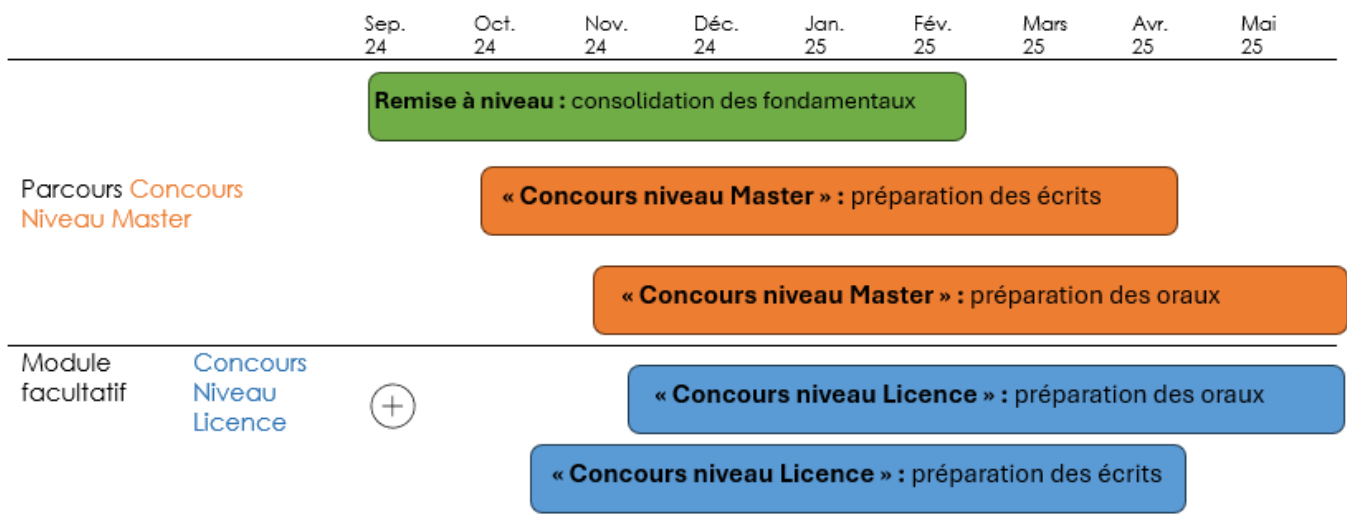 Sep. 24
Oct. 24
Nov. 24
Déc. 24
Jan. 25
Fév. 25
Mars 25
Avr. 25
Mai 25
Remise à niveau : consolidation des fondamentaux
Parcours Concours
Niveau Master
« Concours niveau Master » : préparation des écrits
« Concours niveau Master » : préparation des oraux
Module
facultatif
Concours
Niveau
Licence
+
« Concours niveau Licence » : préparation des oraux
« Concours niveau Licence » : préparation des écrits